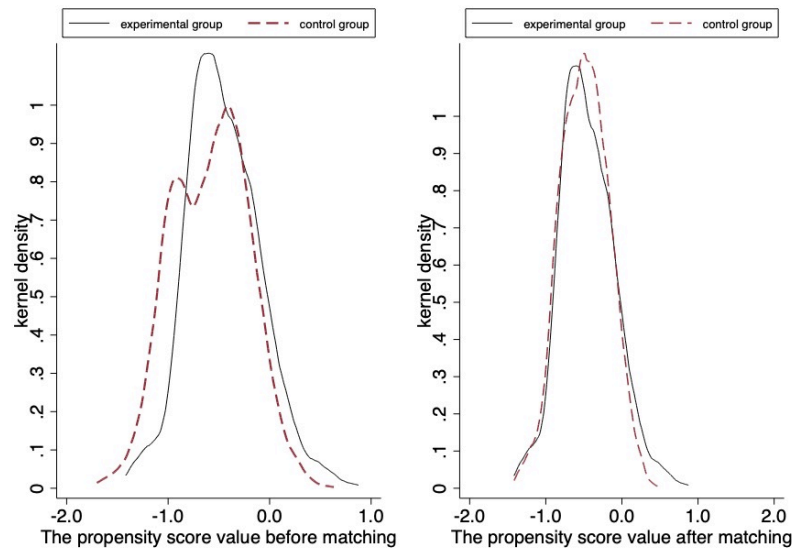 experimental group control group
kernel density
1
.9
.8
.7
.6
.5
.4
.3
.2
.1
0
-2.0 -1.0 0.0 1.0
The propensity score value before matching
experimental group control group
kernel density
1
.9
.8
.7
.6
.5
.4
.3
.2
.1
0
-2.0 -1.0 0.0 1.0 2.0
The propensity score value after matching